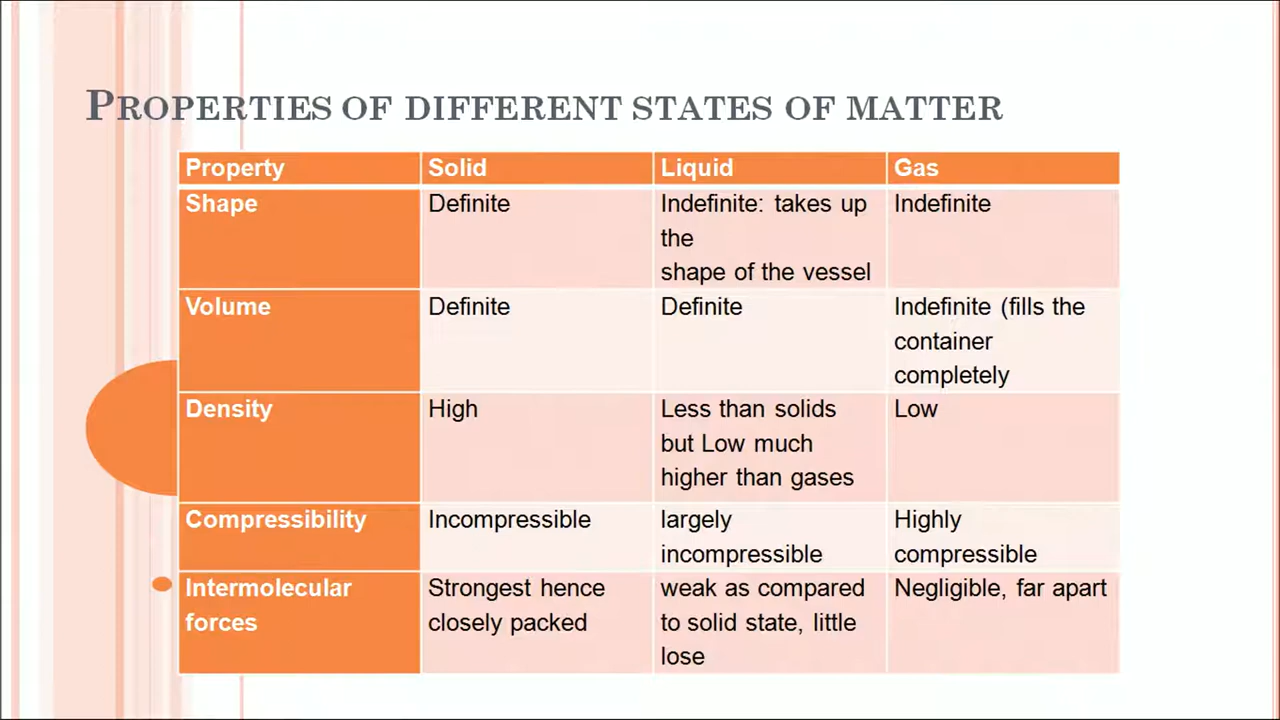 PROPERTIES OF DIFFERENT STATES OF MATTER
Property Solid Liquid Gas
Shape
Definite
Indefinite: takes up
the
shape of the vessel
Indefinite
Volume
Definite
Definite
Indefinite (fills the
container
completely
Density
High
Less than solids
but Low much
higher than gases
Low
Compressibility
Incompressible
largely
incompressible
Highly
compressible
Intermolecular
forces
Strongest hence
closely packed
weak as compared
to solid state, little
lose
Negligible, far apart